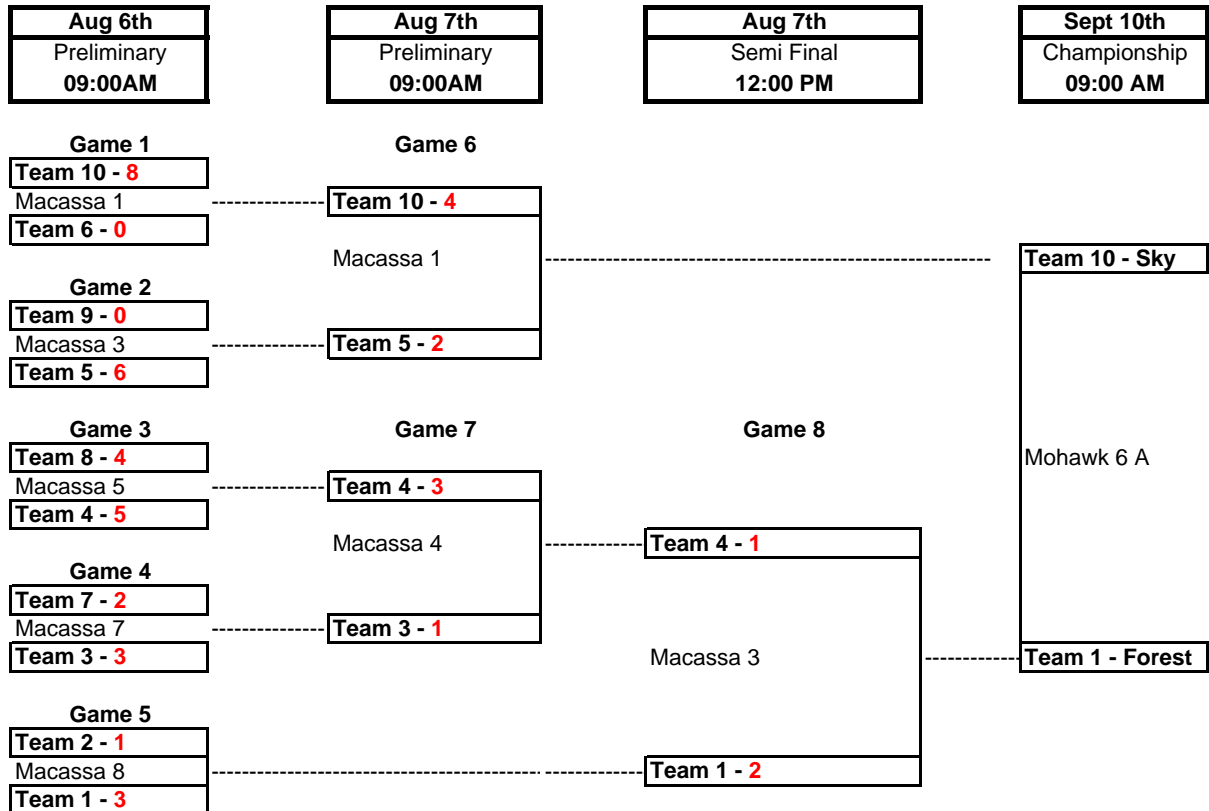 Aug 6th
Preliminary
09:00AM
Aug 7th
Preliminary
09:00AM
Aug 7th
Semi Final
12:00 PM
Sept 10th
Championship
09:00 AM
Game 1
Team 10 - 8
Macassa 1
Team 6 - 0
Game 2
Team 9 - 0
Macassa 3
Team 5 - 6
Game 3
Team 8 - 4
Macassa 5
Team 4 - 5
Game 4
Team 7 - 2
Macassa 7
Team 3 - 3
Game 5
Team 2 - 1
Macassa 8
Team 1 - 3
Game 6
Team 10 - 4
Macassa 1
Team 5 - 2
Game 7
Team 4 - 3
Macassa 4
Team 3 - 1
Game 8
Team 4 - 1
Macassa 3
Team 1 - 2
Team 10 - Sky
Mohawk 6 A
Team 1 - Forest